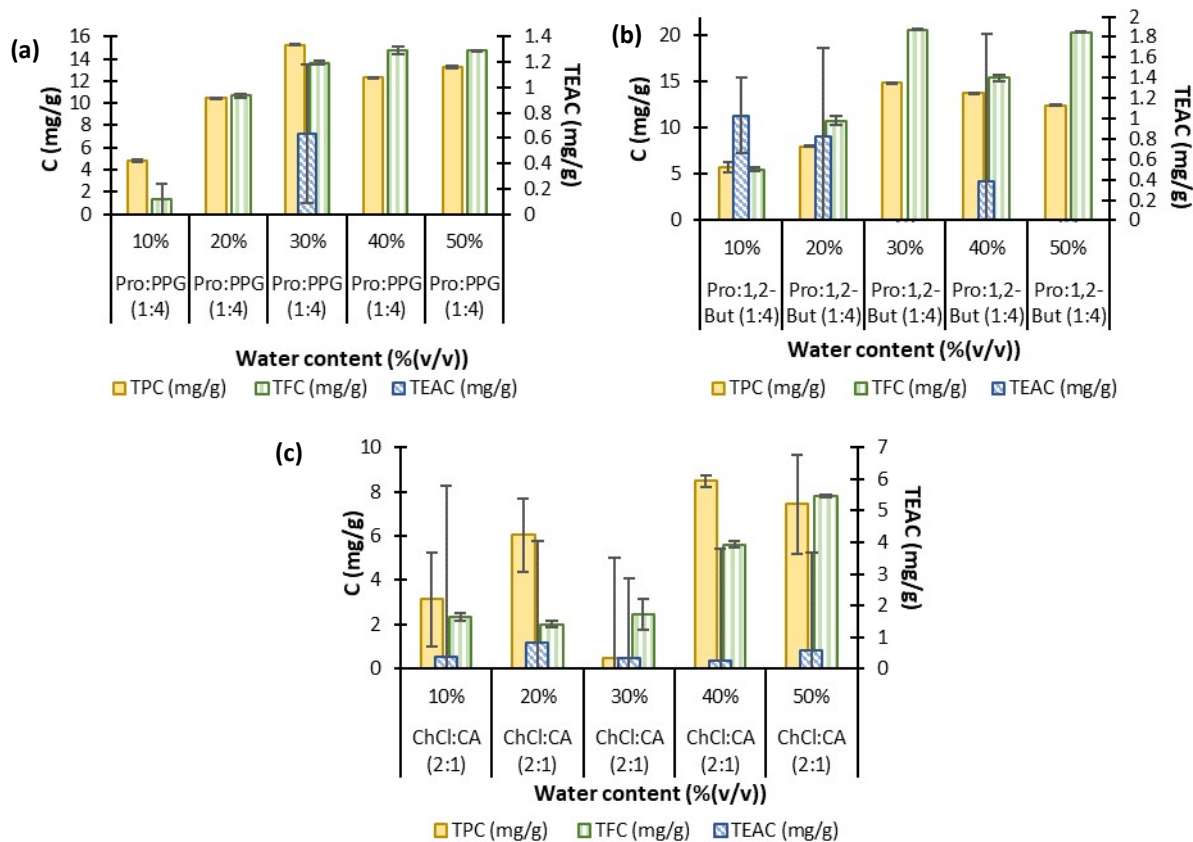 (a)
C (mg/g)
16
14
12
10
8
6
4
2
0
1.4
1.2
1
0.8
0.6
0.4
0.2
0
TEAC (mg/g)
10% 20% 30% 40% 50%
Pro:PPG Pro:PPG Pro:PPG Pro:PPG Pro:PPG
(1:4) (1:4) (1:4) (1:4) (1:4)
Water content (%(v/v))
TPC (mg/g) TFC (mg/g) TEAC (mg/g)
(b)
C (mg/g)
20
15
10
5
0
2
1.8
1.6
1.4
1.2
1
0.8
0.6
0.4
0.2
0
TEAC (mg/g)
10% 20% 30% 40% 50%
Pro:1,2- Pro:1,2- Pro:1,2- Pro:1,2- Pro:1,2-
But (1:4) But (1:4) But (1:4) But (1:4) But (1:4)
Water content (%(v/v))
TPC (mg/g) TFC (mg/g) TEAC (mg/g)
(c)
C (mg/g)
10
8
6
4
2
0
7
6
5
4
3
2
1
0
TEAC (mg/g)
10% 20% 30% 40% 50%
ChCl:CA ChCl:CA ChCl:CA ChCl:CA ChCl:CA
(2:1) (2:1) (2:1) (2:1) (2:1)
Water content (%(v/v))
TPC (mg/g) TFC (mg/g) TEAC (mg/g)